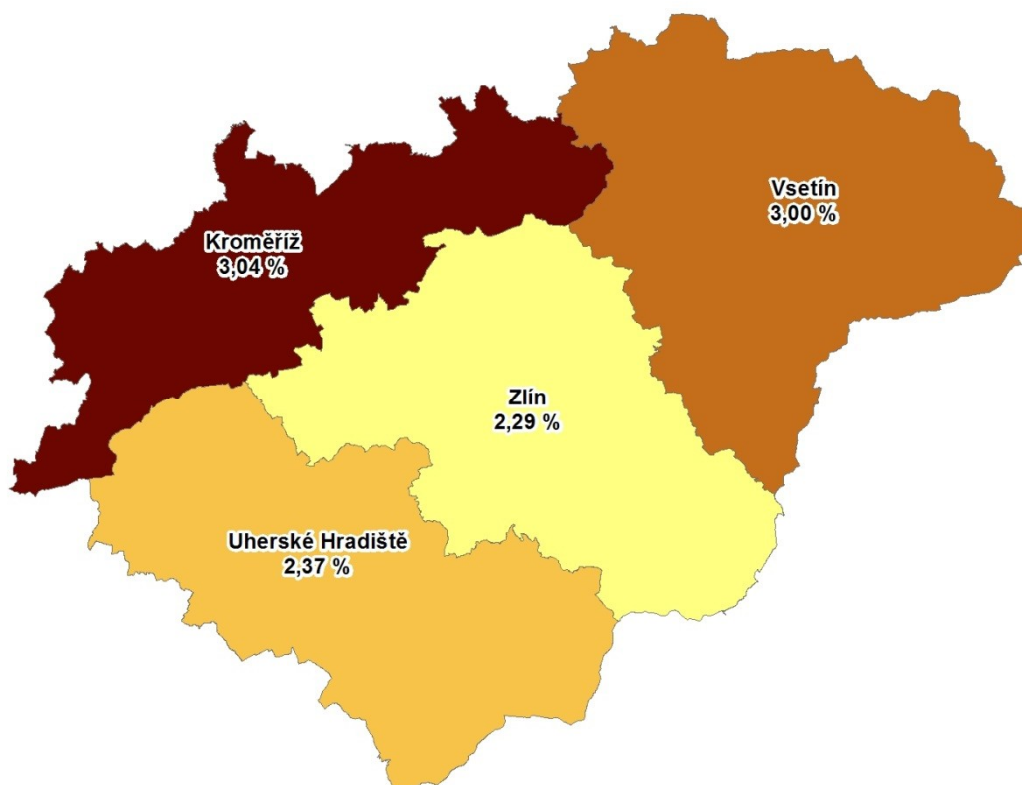 Vsetín
3,00 %
Kroměříž
3,04 %
Zlín
2,29 %
Uherské Hradiště
2,37 %